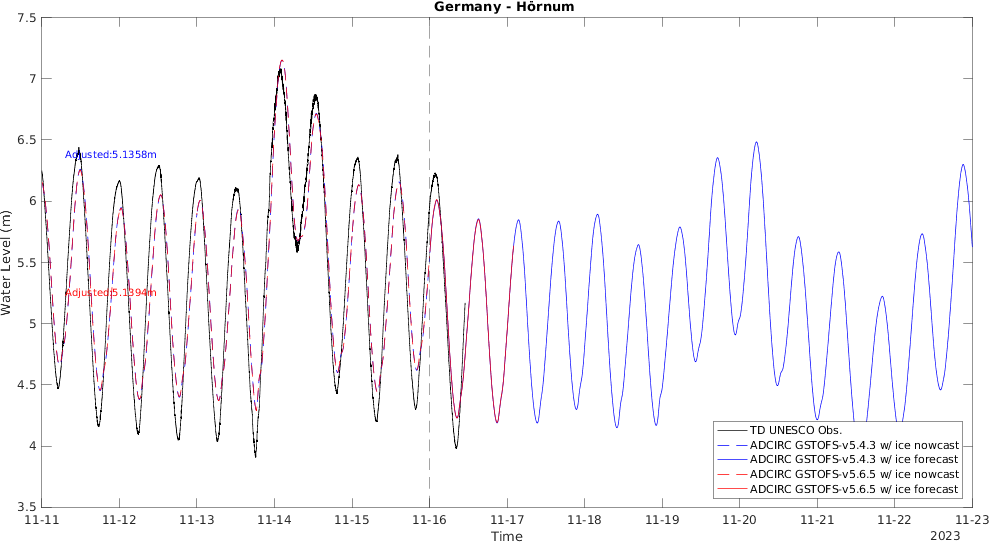 Germany - Hörnum
7.5
7
6.5
6
5.5
5
4.5
4
3.5
Water Level (m)
Adjusted:5.1358m
Adjusted:5.1394m
TD UNESCO Obs.
ADCIRC GSTOFS-v5.4.3 w/ ice nowcast
ADCIRC GSTOFS-v5.4.3 w/ ice forecast
ADCIRC GSTOFS-v5.6.5 w/ ice nowcast
ADCIRC GSTOFS-v5.6.5 w/ ice forecast
11-11 11-12 11-13 11-14 11-15 11-16 11-17 11-18 11-19 11-20 11-21 11-22 11-23
Time
2023